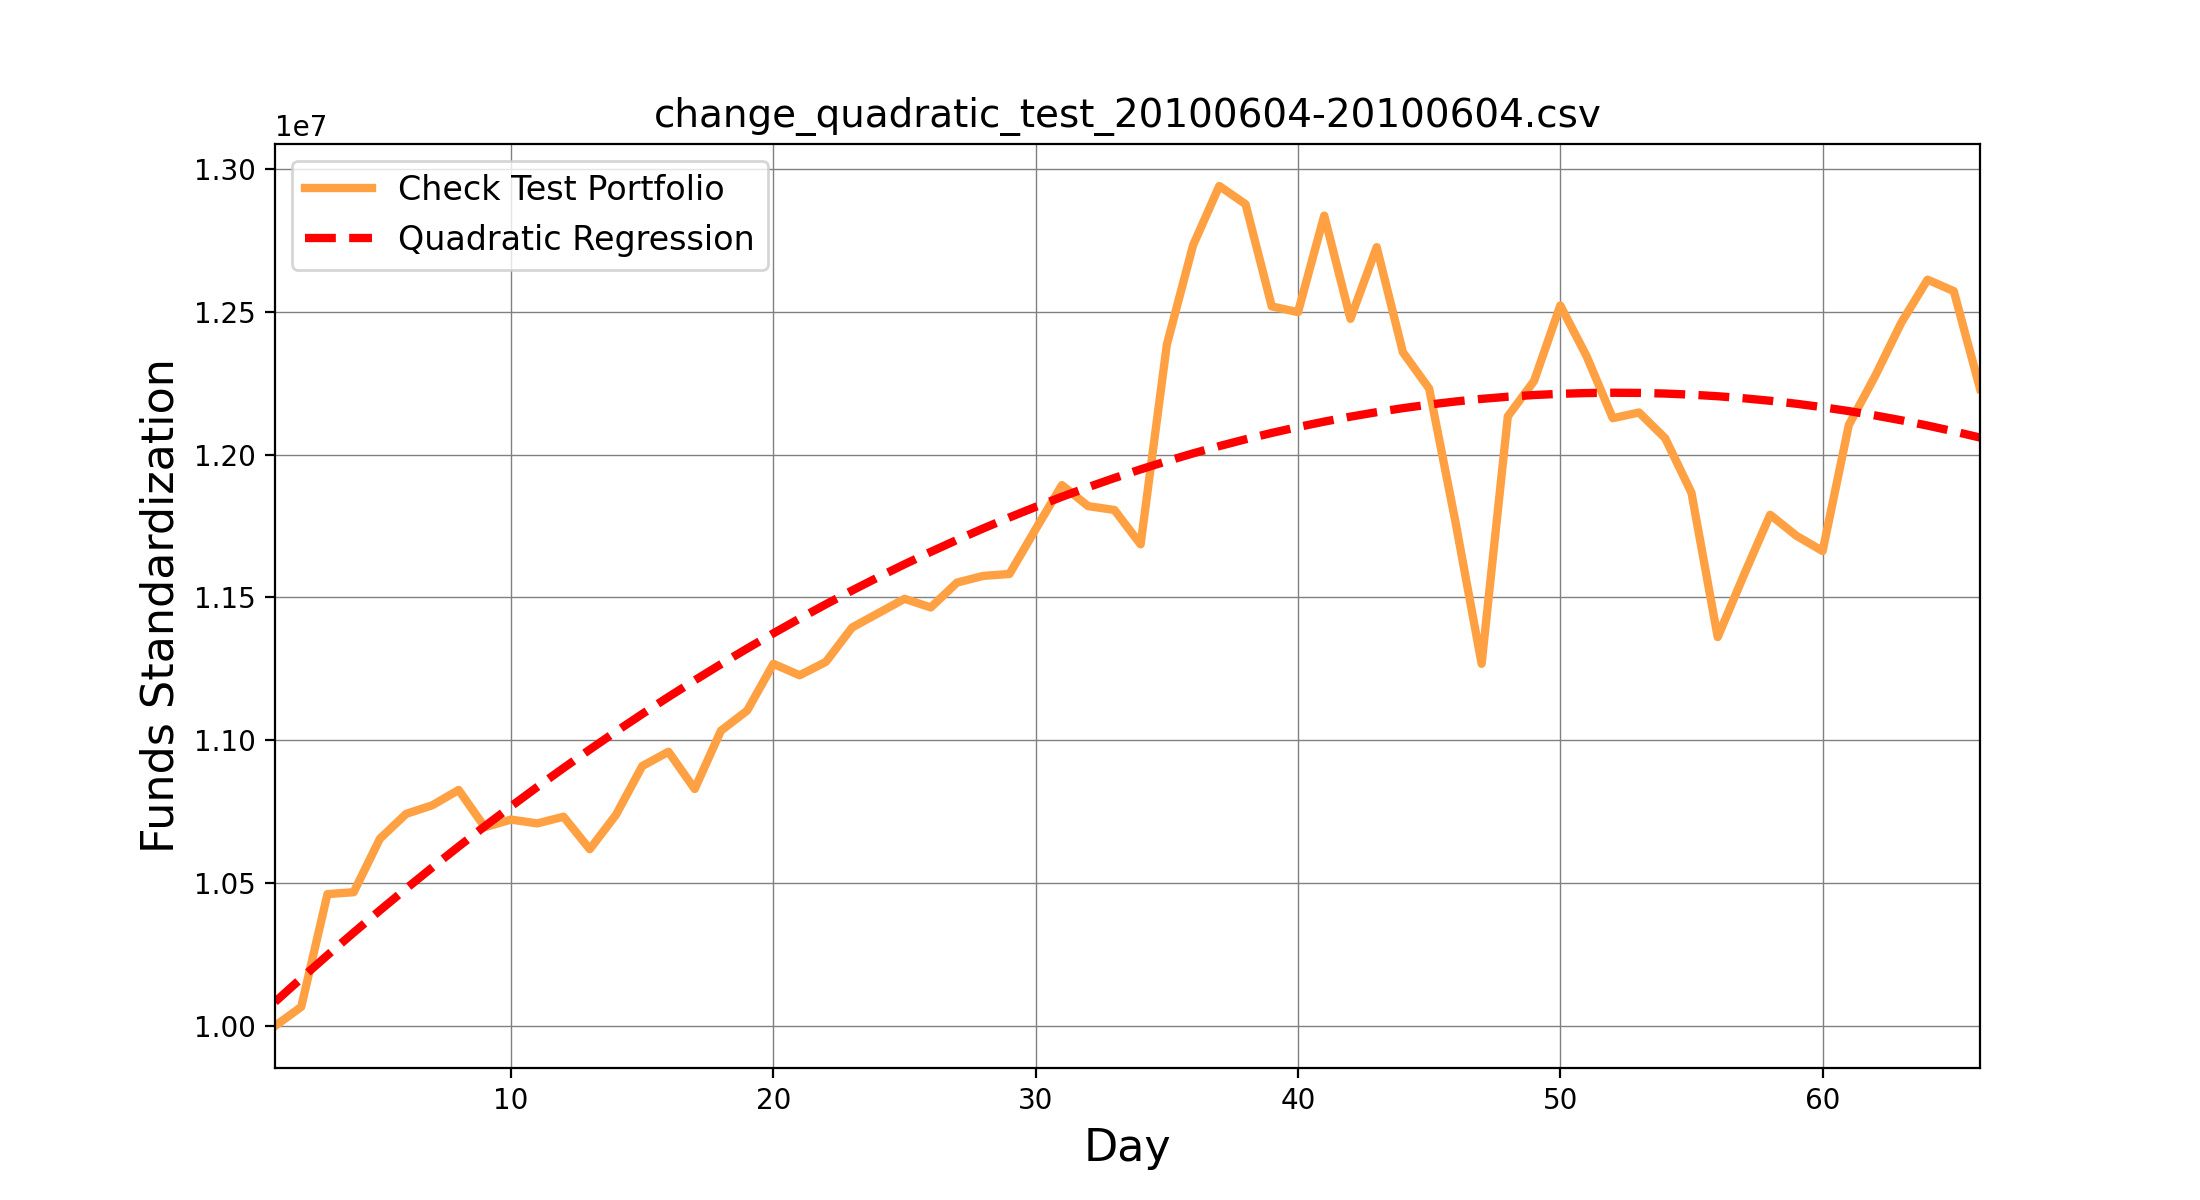 change_quadratic_test_20100604-20100604.csv
1e7
Check Test Portfolio
Quadratic Regression
1.30
1.25
1.20
1.15
1.10
1.05
1.00
Funds Standardization
10 20 30 40 50 60
Day